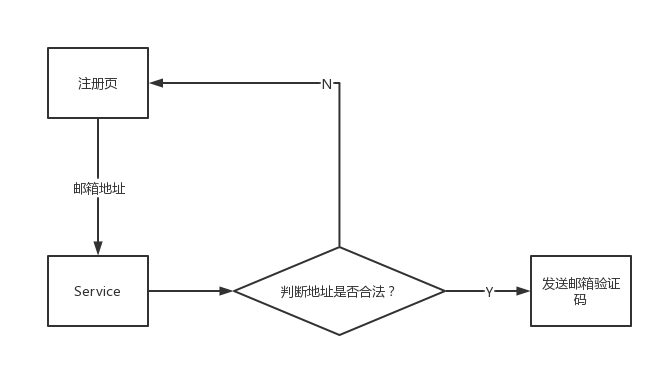 注册页
N
邮箱地址
Service
判断地址是否合法？
Y
发送邮箱验证
码